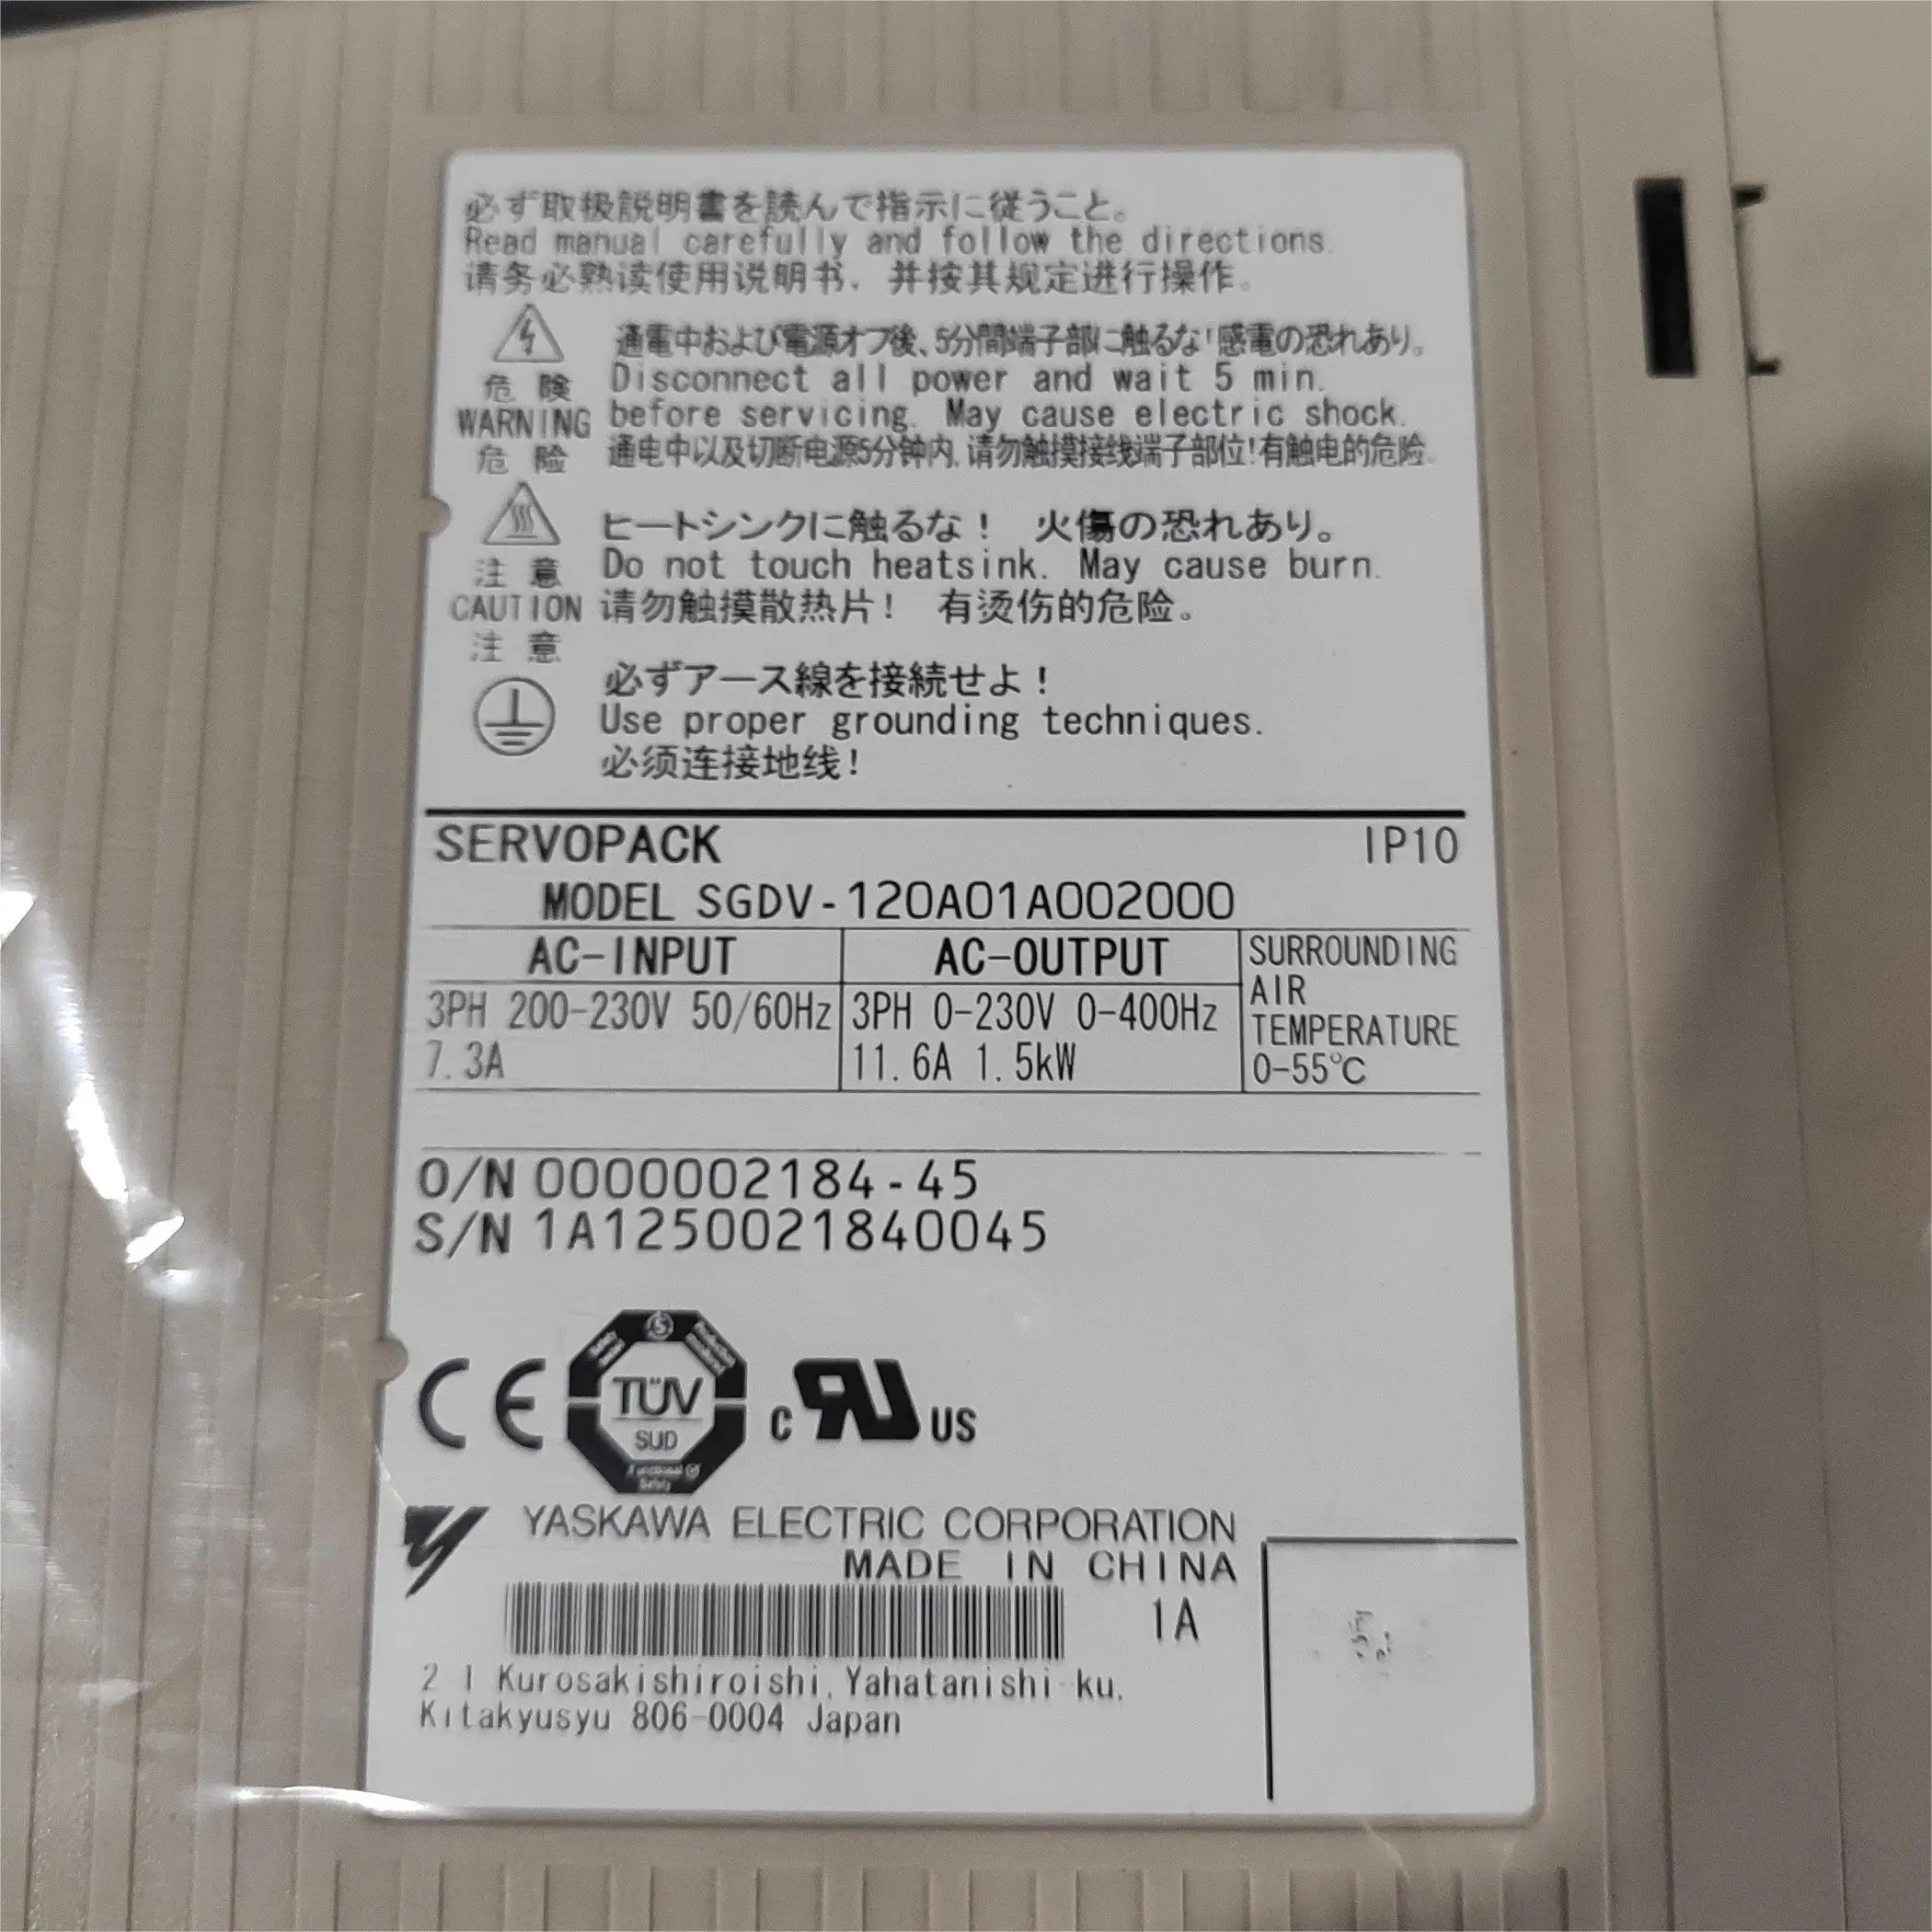 必ず取扱説明書を読んで指示に従うこと。
Read manual carefully and follow the directions.
请务必熟读使用说明书，并按其规定进行操作。
危 険
WARNING
危 险
通電中および電源オフ後、5分間端子部に触るな！感電の恐れあり。
Disconnect all power and wait 5 min.
before servicing. May cause electric shock.
通电中以及切断电源5分钟内，请勿触摸接线端子部位！有触电的危险。
注 意
CAUTION
注 意
ヒートシンクに触るな！ 火傷の恐れあり。
Do not touch heatsink. May cause burn.
请勿触摸散热片！ 有烫伤的危险。
必ずアース線を接続せよ！
Use proper grounding techniques.
必须连接地线！
SERVOPACK IP10
MODEL SGDV-120A01A002000
AC-INPUT
3PH 200-230V 50/60Hz
7.3A
AC-OUTPUT
3PH 0-230V 0-400Hz
11.6A 1.5kW
SURROUNDING
AIR
TEMPERATURE
0-55℃
O/N 0000002184-45
S/N 1A1250021840045
CE
TÜV
SUD
Functional
Safety
c RU US
YASKAWA ELECTRIC CORPORATION
MADE IN CHINA
1A
2 1 Kurosakishiroishi, Yahatanishi ku,
Kitakyusyu 806-0004 Japan